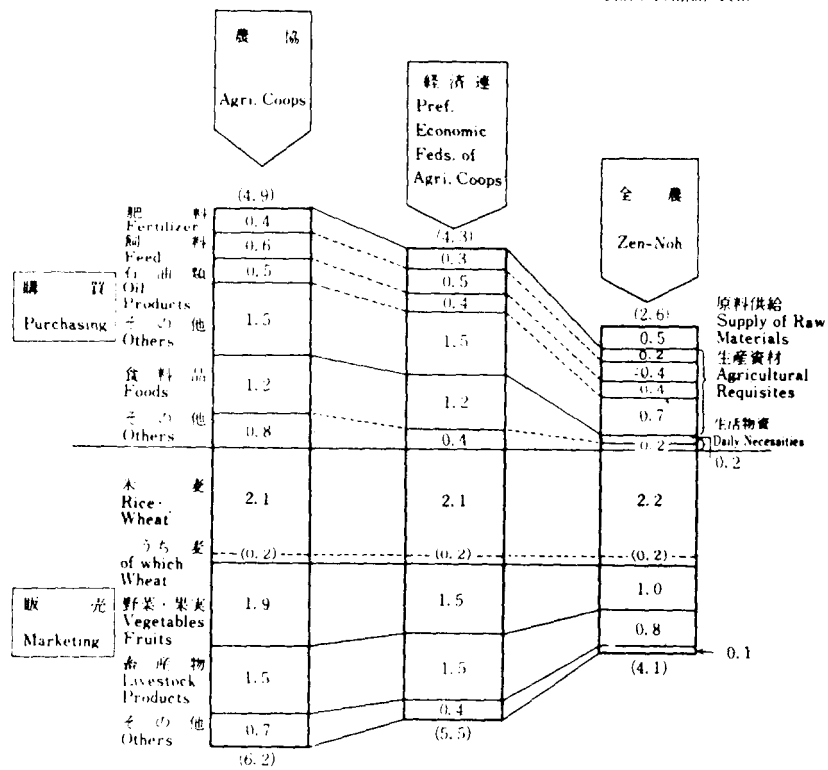 農協
Agri. Coops
経済連
Pref.
Economic
Feds. of
Agri. Coops
全農
Zen-Noh
(4.9)
(4.3)
(2.6)
購買
Purchasing
肥料
Fertilizer
飼料
Feed
石油類
Oil
Products
その他
Others
食料品
Foods
その他
Others
0.4
0.6
0.5
1.5
1.2
0.8
0.3
0.5
0.4
1.5
1.2
0.4
0.5
0.2
0.4
0.4
0.7
0.2
原料供給
Supply of Raw
Materials
生産資材
Agricultural
Requisites
生活物資
Daily Necessities
0.2
販売
Marketing
米麦
Rice·
Wheat
うち麦
of which
Wheat
野菜・果実
Vegetables
Fruits
畜産物
Livestock
Products
その他
Others
2.1
(0.2)
1.9
1.5
0.7
(6.2)
2.1
(0.2)
1.5
1.5
0.4
(5.5)
2.2
(0.2)
1.0
0.8
0.1
(4.1)